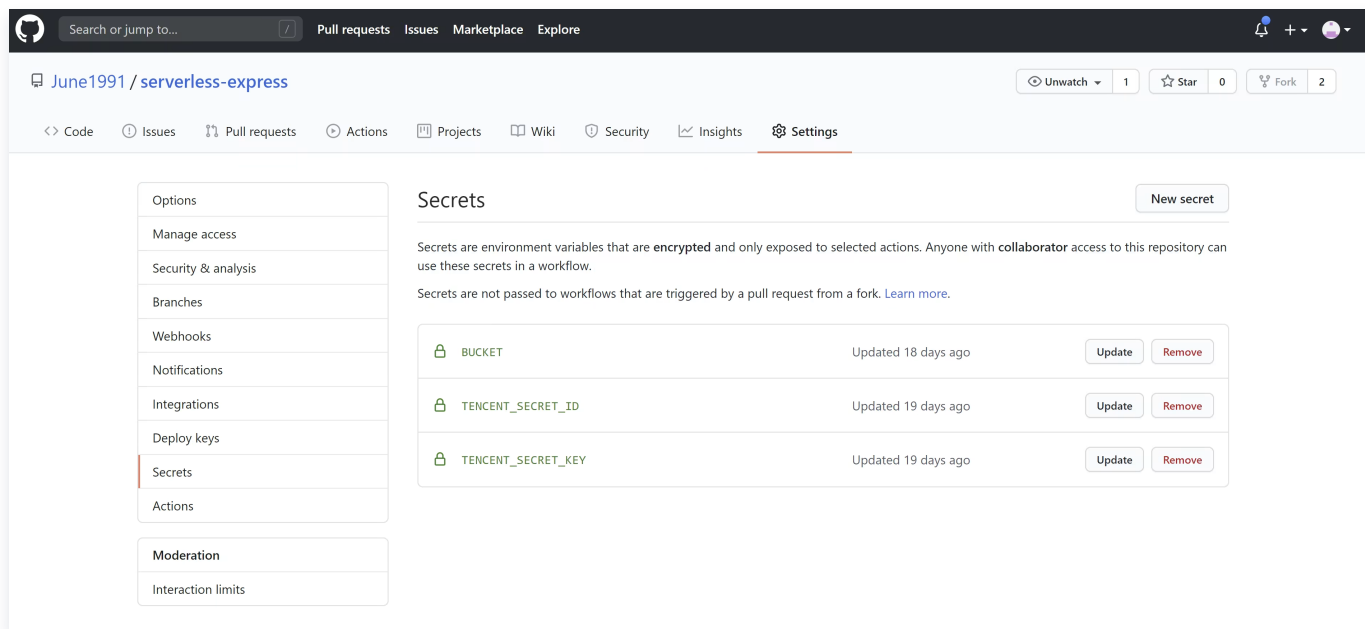 Search or jump to... /
Pull requests Issues Marketplace Explore
June1991 / serverless-express
Unwatch 1 Star 0 Fork 2
Code Issues Pull requests Actions Projects Wiki Security Insights Settings
Options
Manage access
Security & analysis
Branches
Webhooks
Notifications
Integrations
Deploy keys
Secrets
Actions
Moderation
Interaction limits
Secrets
New secret
Secrets are environment variables that are encrypted and only exposed to selected actions. Anyone with collaborator access to this repository can
use these secrets in a workflow.
Secrets are not passed to workflows that are triggered by a pull request from a fork. Learn more.
BUCKET Updated 18 days ago Update Remove
TENCENT_SECRET_ID Updated 19 days ago Update Remove
TENCENT_SECRET_KEY Updated 19 days ago Update Remove